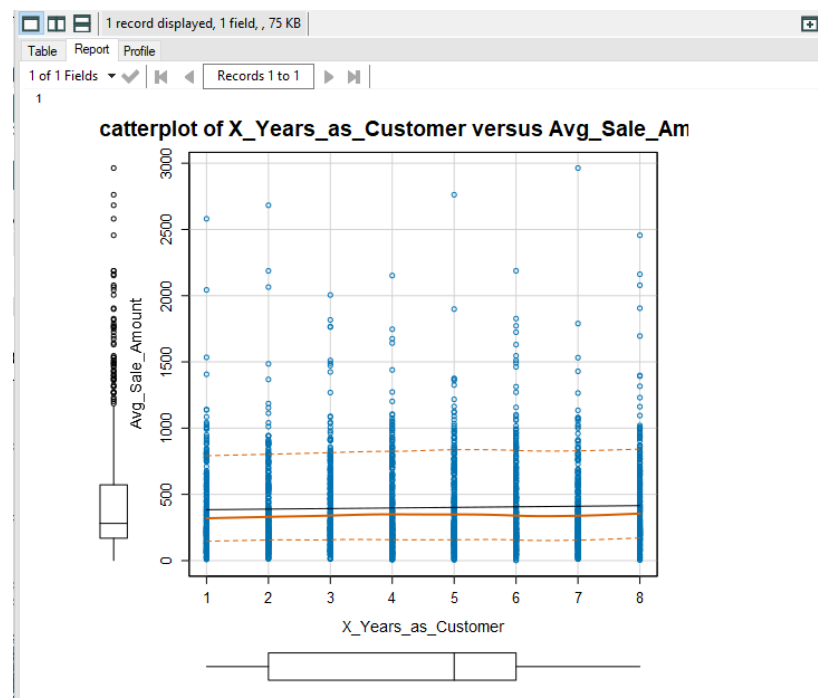 1 record displayed, 1 field, , 75 KB
Table Report Profile
1 of 1 Fields Records 1 to 1
1
catterplot of X_Years_as_Customer versus Avg_Sale_Am
3000
2500
2000
1500
1000
500
0
Avg_Sale_Amount
1 2 3 4 5 6 7 8
X_Years_as_Customer